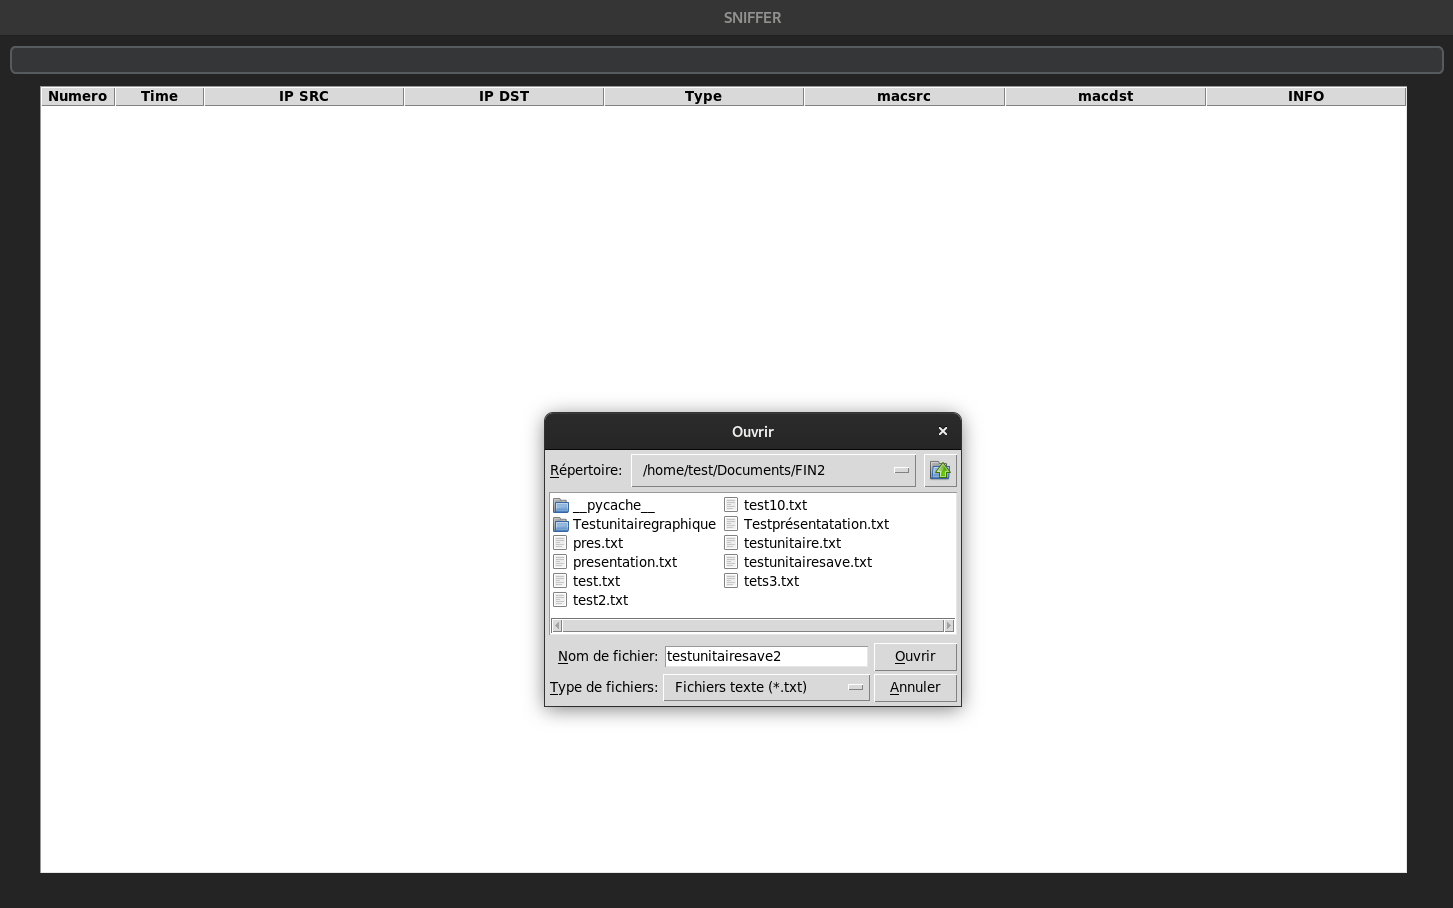 SNIFFER
Numero Time IP SRC IP DST Type macsrc macdst INFO
Ouvrir
Répertoire: /home/test/Documents/FIN2
__pycache__ test10.txt
Testunitairegraphique Testprésentatation.txt
pres.txt testunitaire.txt
presentation.txt testunitairesave.txt
test.txt tets3.txt
test2.txt
Nom de fichier: testunitairesave2 Ouvrir
Type de fichiers: Fichiers texte (*.txt) Annuler